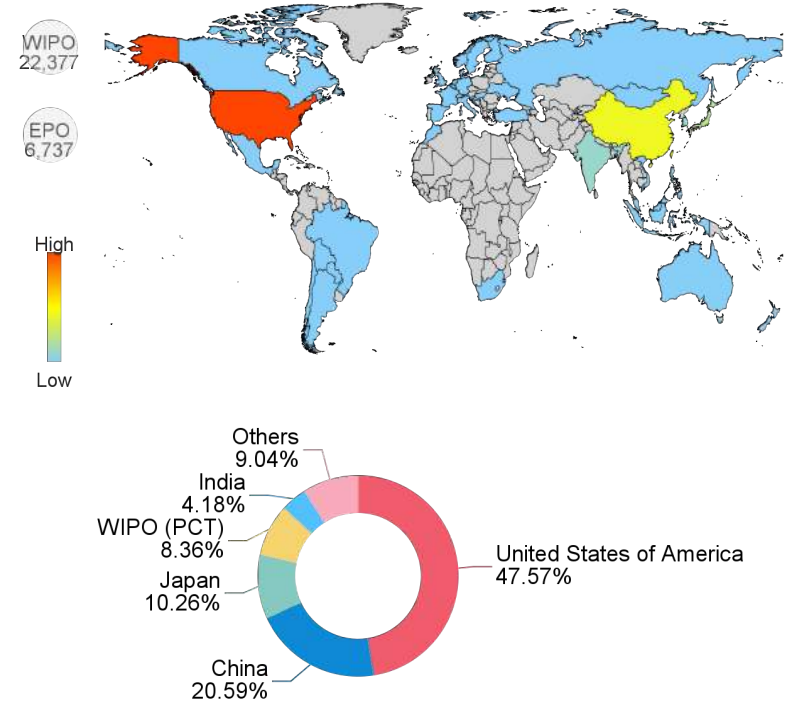 WIPO
22,377
EPO
6,737
High
Low
Others
9.04%
India
4.18%
WIPO (PCT)
8.36%
Japan
10.26%
China
20.59%
United States of America
47.57%